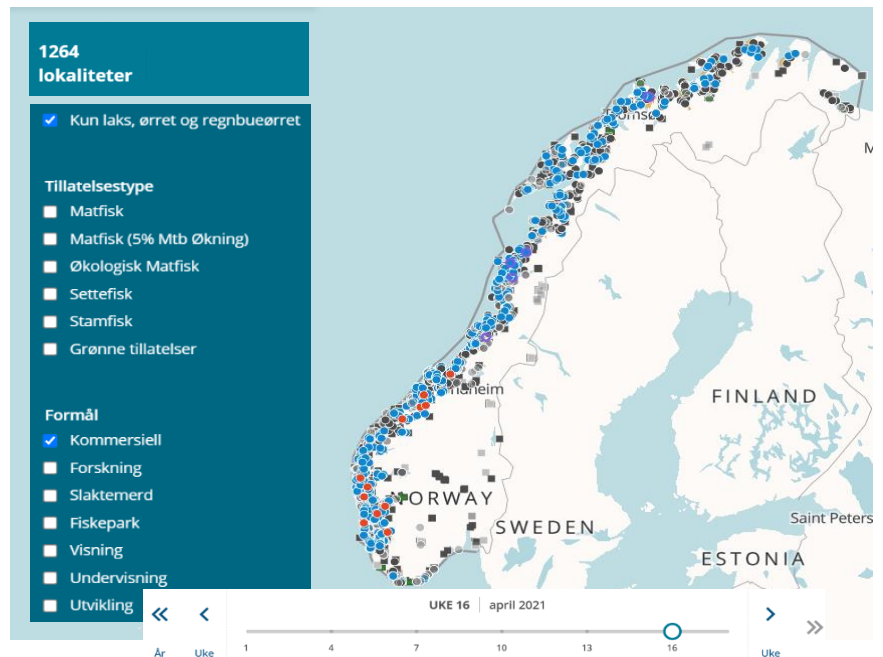 1264
lokaliteter
Kun laks, ørret og regnbueørret
Tillatelsestype
Matfisk
Matfisk (5% Mtb Økning)
Økologisk Matfisk
Settefisk
Stamfisk
Grønne tillatelser
Formål
Kommersiell
Forskning
Slaktemerd
Fiskepark
Visning
Undervisning
Utvikling
M
FINLAND
NORWAY
SWEDEN
Saint Peters
ESTONIA
UKE 16 april 2021
År Uke 1 4 7 10 13 16 Uke